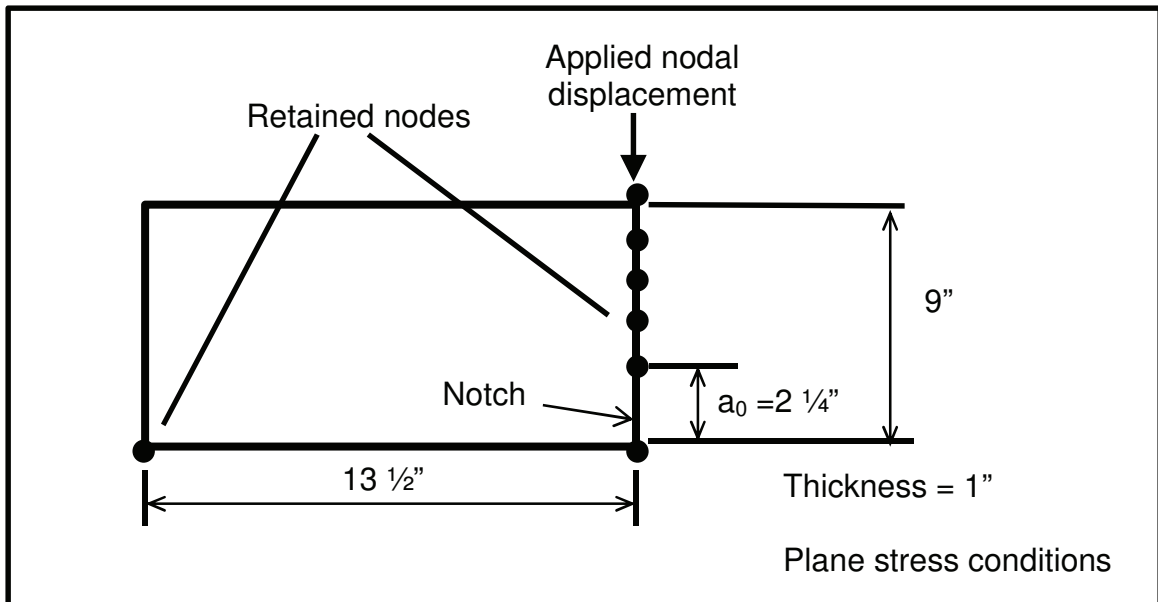 Applied nodal
displacement
Retained nodes
9”
Notch
a₀ =2 ¼”
13 ½”
Thickness = 1”
Plane stress conditions